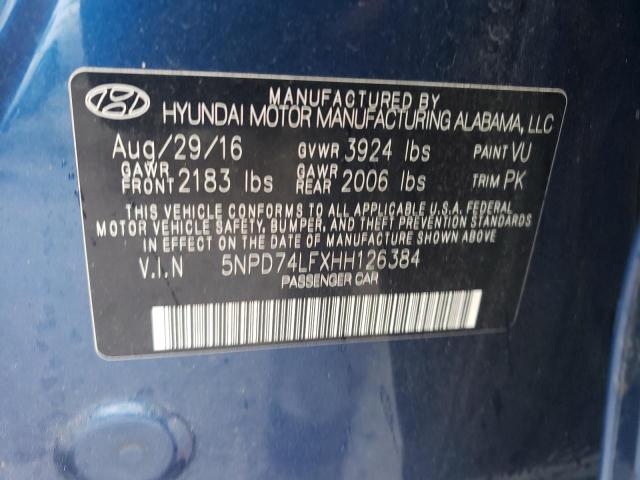 MANUFACTURED BY
HYUNDAI MOTOR MANUFACTURING ALABAMA, LLC
Aug/29/16 GVWR 3924 lbs PAINT VU
GAWR FRONT 2183 lbs GAWR REAR 2006 lbs TRIM PK
THIS VEHICLE CONFORMS TO ALL APPLICABLE U.S. FEDERAL
MOTOR VEHICLE SAFETY, BUMPER, AND THEFT PREVENTION
STANDARDS IN EFFECT ON THE DATE OF MANUFACTURE SHOWN ABOVE.
V.I.N 5NPD74LFXHH126384
PASSENGER CAR